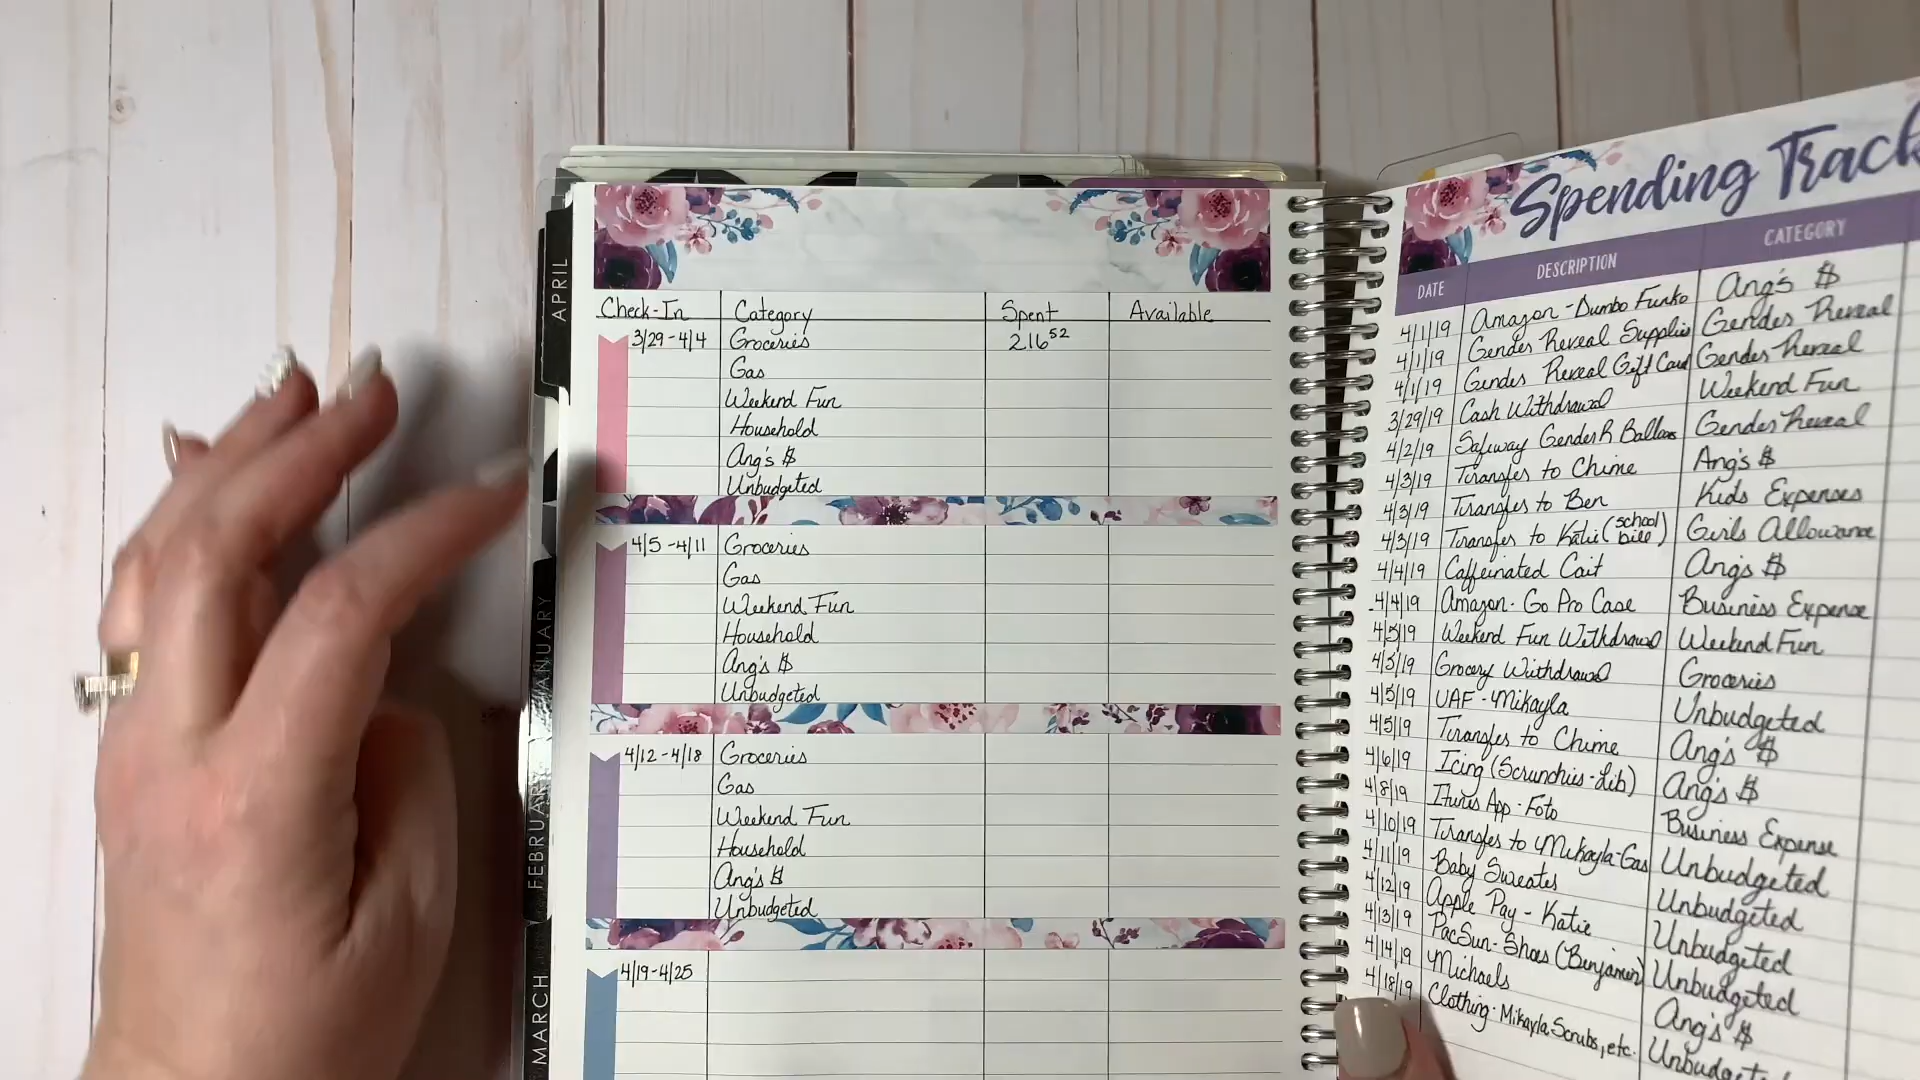 APRIL
JANUARY
FEBRUARY
MARCH
Check-In Category Spent Available
3/29-4/4 Groceries 216 52
Gas
Weekend Fun
Household
Ang's $
Unbudgeted
4/5-4/11 Groceries
Gas
Weekend Fun
Household
Ang's $
Unbudgeted
4/12-4/18 Groceries
Gas
Weekend Fun
Household
Ang's $
Unbudgeted
4/19-4/25
Spending Track
DATE DESCRIPTION CATEGORY
4/1/19 Amazon - Dumbo Funko Ang's $
4/1/19 Gender Reveal Supplies Gender Reveal
4/1/19 Gender Reveal Gift Card Gender Reveal
3/29/19 Cash Withdrawal Weekend Fun
4/2/19 Safeway Gender R Balloons Gender Reveal
4/3/19 Transfer to Chime Ang's $
4/3/19 Transfer to Ben Kids Expenses
4/3/19 Transfer to Katie (school bill) Girls Allowance
4/4/19 Caffeinated Cait Ang's $
4/4/19 Amazon - Go Pro Case Business Expense
4/5/19 Weekend Fun Withdrawal Weekend Fun
4/5/19 Grocery Withdrawal Groceries
4/5/19 UAF - Mikayla Unbudgeted
4/5/19 Transfer to Chime Ang's $
4/6/19 Icing (Scrunchis - Lib) Ang's $
4/8/19 Itunes App - Foto Business Expense
4/10/19 Transfer to Mikayla - Gas Unbudgeted
4/11/19 Baby Sweater Unbudgeted
4/12/19 Apple Pay - Katie Unbudgeted
4/13/19 PacSun - Shoes (Benjamin) Unbudgeted
4/14/19 Michaels Ang's $
4/18/19 Clothing - Mikayla Scrubs, etc. Unbudgeted